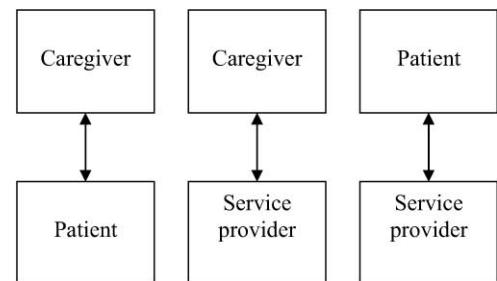 Caregiver
Caregiver
Patient
Patient
Service
provider
Service
provider